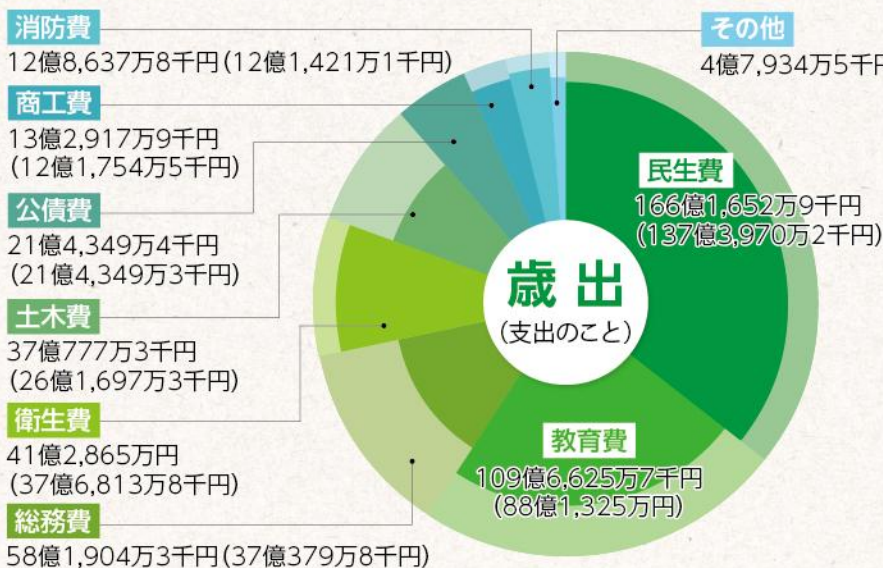 消防費
12億8,637万8千円(12億1,421万1千円)
商工費
13億2,917万9千円
(12億1,754万5千円)
公債費
21億4,349万4千円
(21億4,349万3千円)
土木費
37億777万3千円
(26億1,697万3千円)
衛生費
41億2,865万円
(37億6,813万8千円)
総務費
58億1,904万3千円(37億379万8千円)
その他
4億7,934万5千円
民生費
166億1,652万9千円
(137億3,970万2千円)
歳出
(支出のこと)
教育費
109億6,625万7千円
(88億1,325万円)